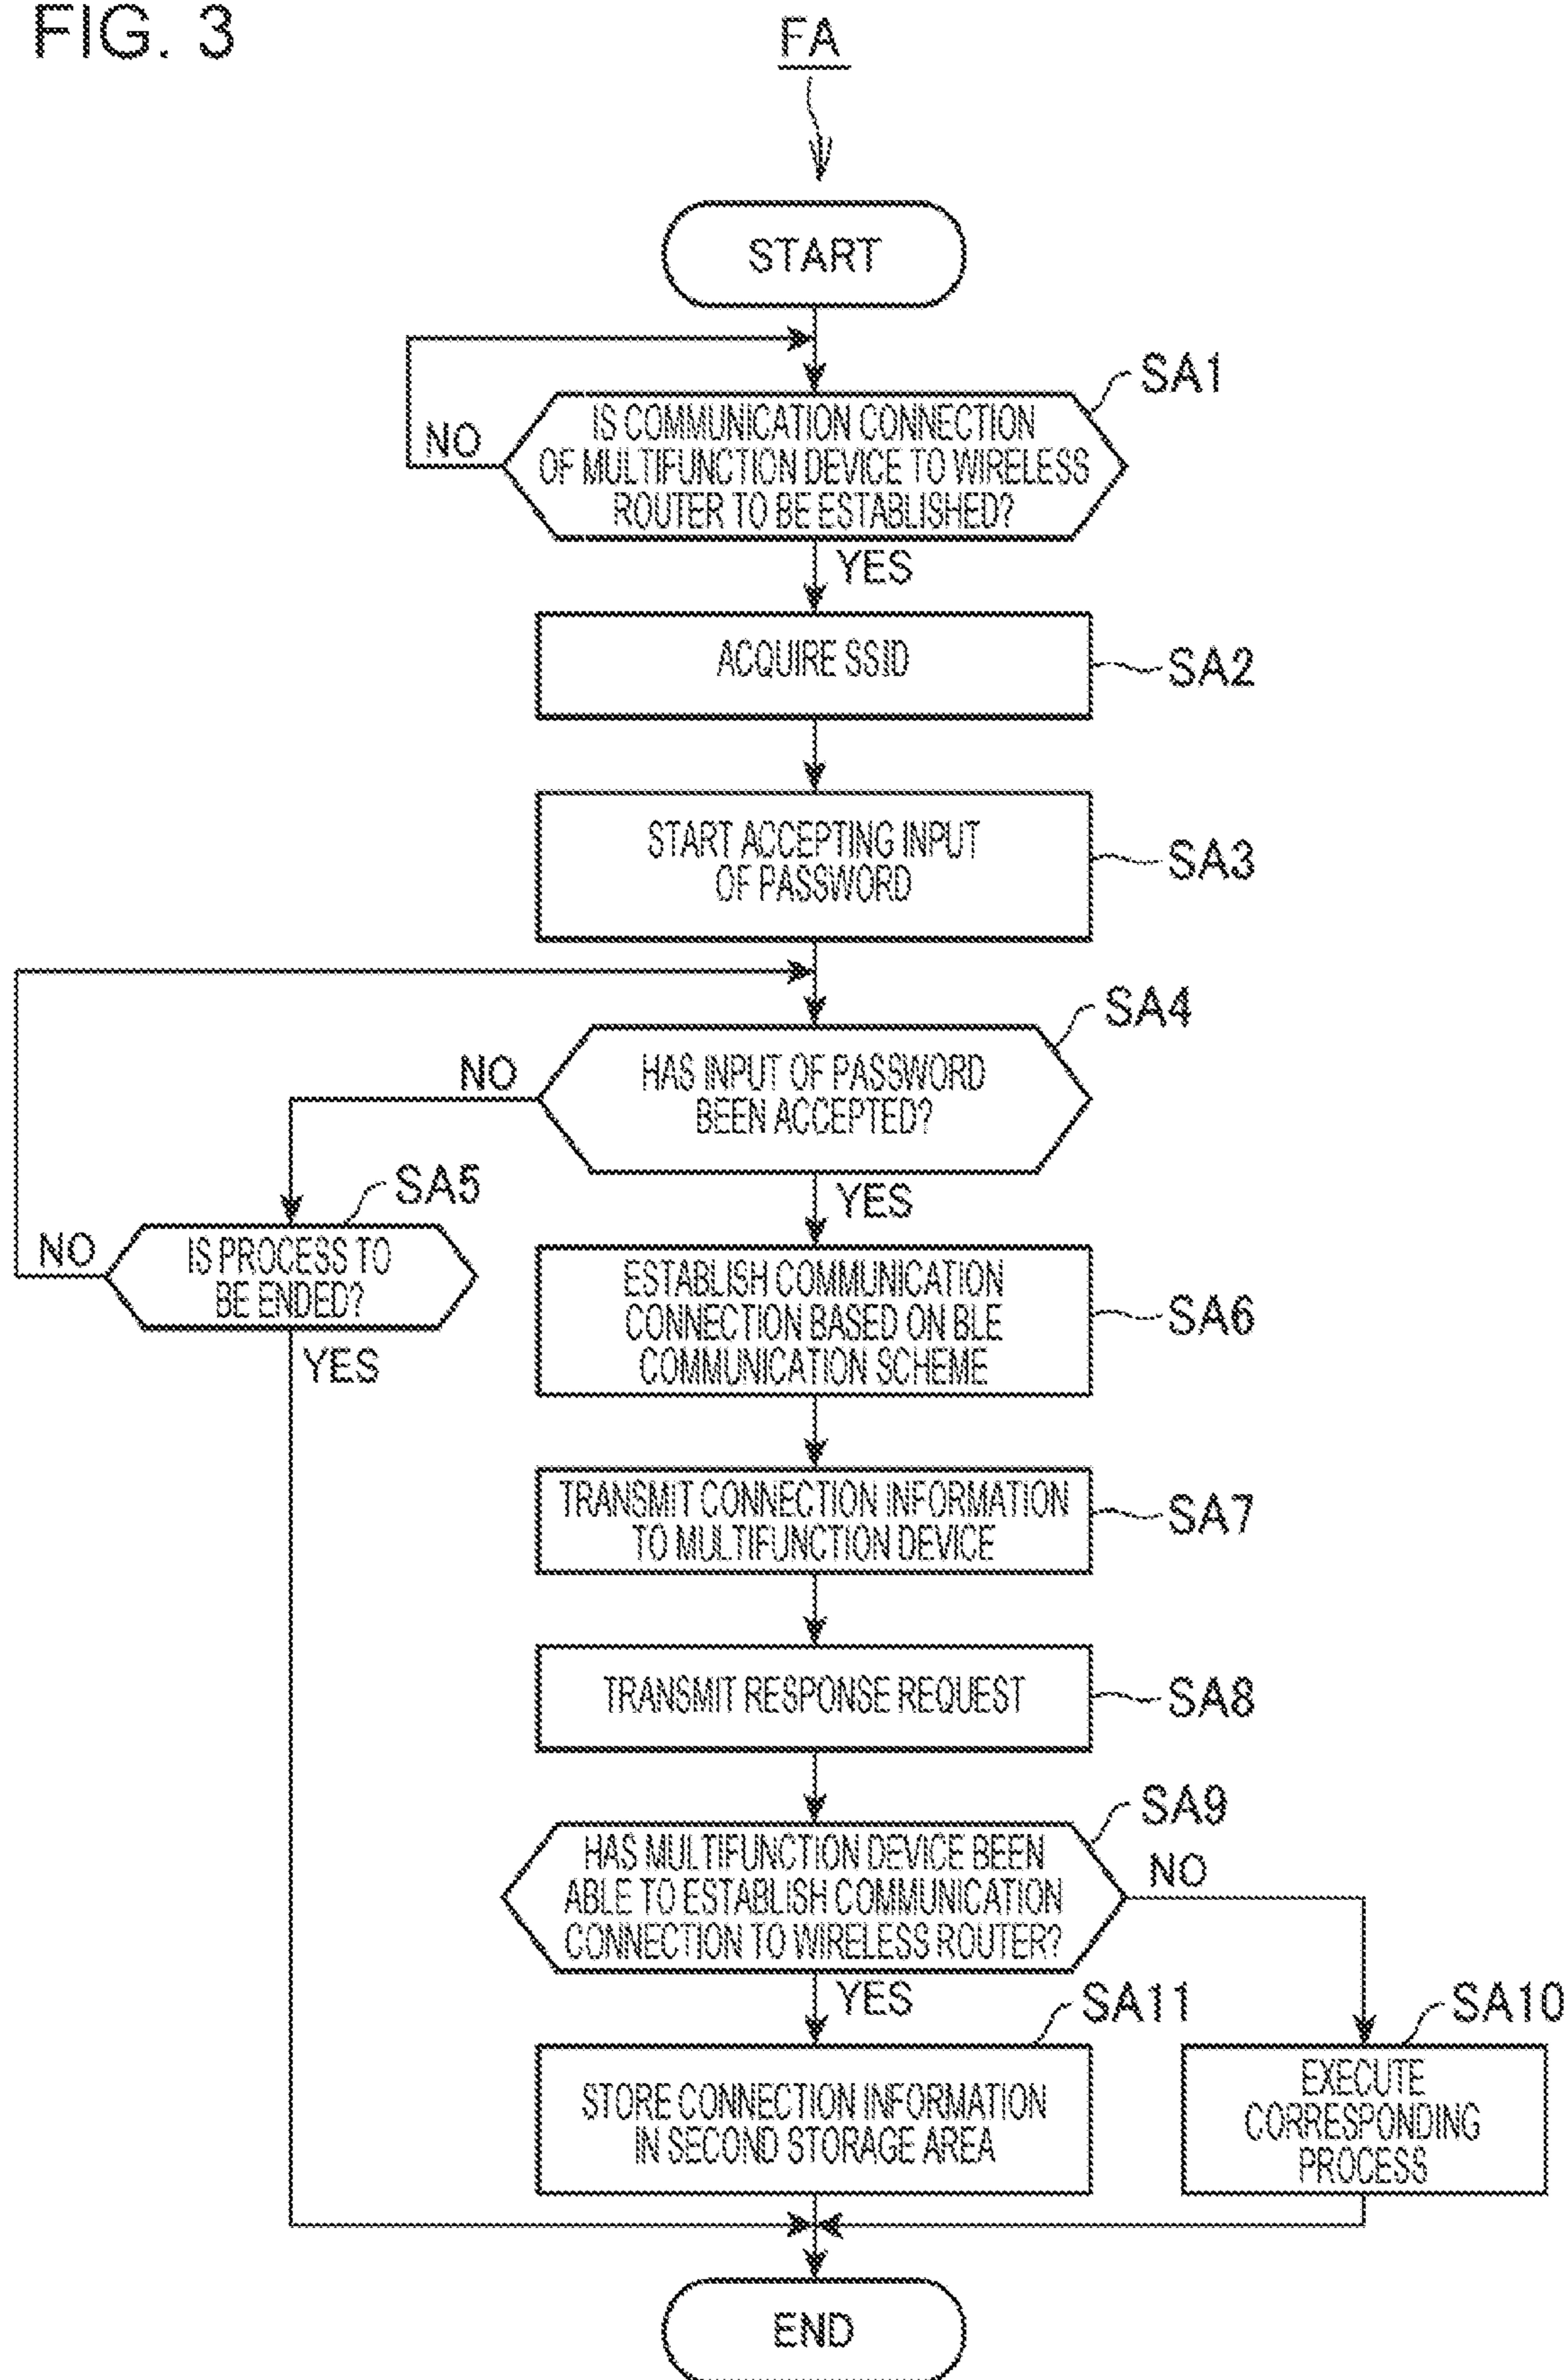 FIG. 3
FA
START
SA1
IS COMMUNICATION CONNECTION
OF MULTIFUNCTION DEVICE TO WIRELESS
ROUTER TO BE ESTABLISHED?
NO
YES
ACQUIRE SSID
SA2
START ACCEPTING INPUT
OF PASSWORD
SA3
SA4
HAS INPUT OF PASSWORD
BEEN ACCEPTED?
NO
YES
SA5
IS PROCESS TO
BE ENDED?
NO
YES
ESTABLISH COMMUNICATION
CONNECTION BASED ON BLE
COMMUNICATION SCHEME
SA6
TRANSMIT CONNECTION INFORMATION
TO MULTIFUNCTION DEVICE
SA7
TRANSMIT RESPONSE REQUEST
SA8
SA9
HAS MULTIFUNCTION DEVICE BEEN
ABLE TO ESTABLISH COMMUNICATION
CONNECTION TO WIRELESS ROUTER?
NO
YES
SA11
STORE CONNECTION INFORMATION
IN SECOND STORAGE AREA
SA10
EXECUTE
CORRESPONDING
PROCESS
END